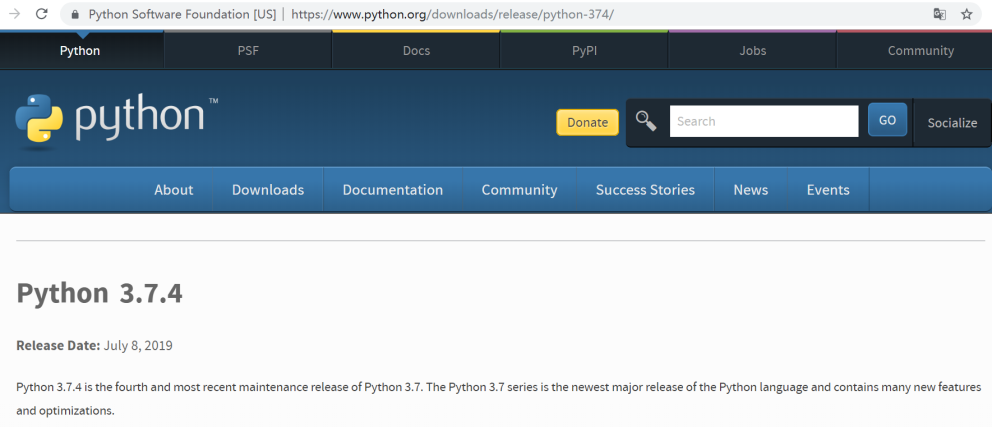 Python Software Foundation [US] | https://www.python.org/downloads/release/python-374/
Python PSF Docs PyPI Jobs Community
python™ Donate Search GO Socialize
About Downloads Documentation Community Success Stories News Events
Python 3.7.4
Release Date: July 8, 2019
Python 3.7.4 is the fourth and most recent maintenance release of Python 3.7. The Python 3.7 series is the newest major release of the Python language and contains many new features
and optimizations.